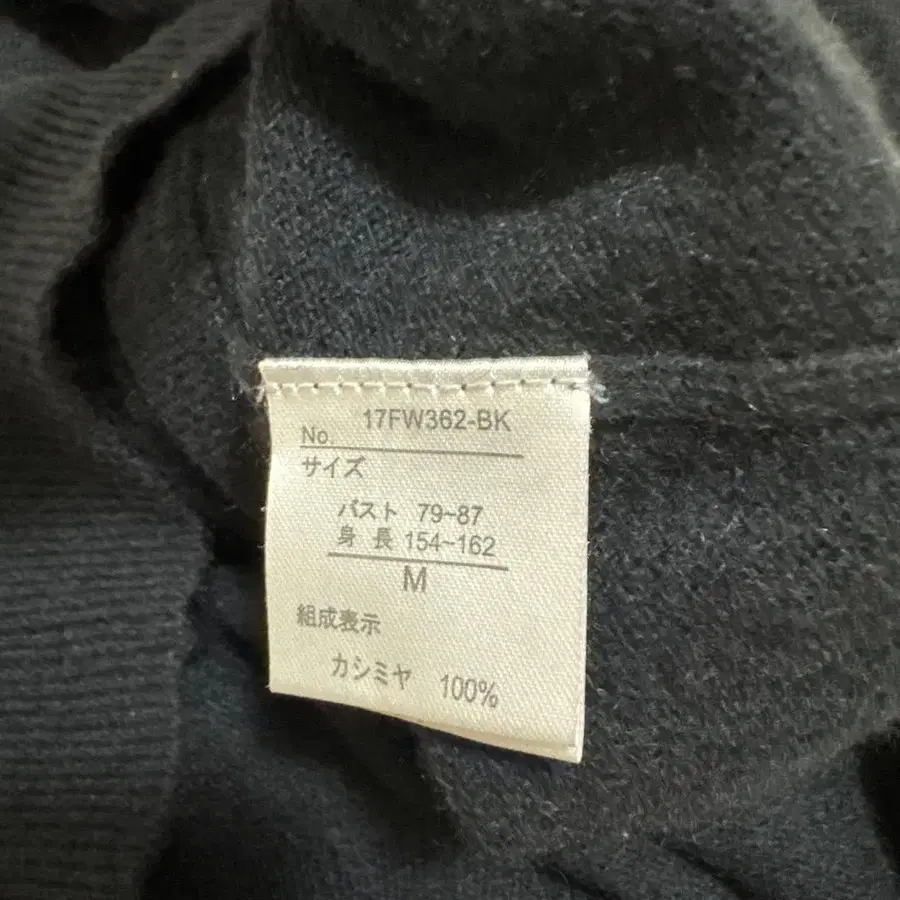 No. 17FW362-BK
サイズ
バスト 79~87
身長 154~162
M
組成表示
カシミヤ 100%